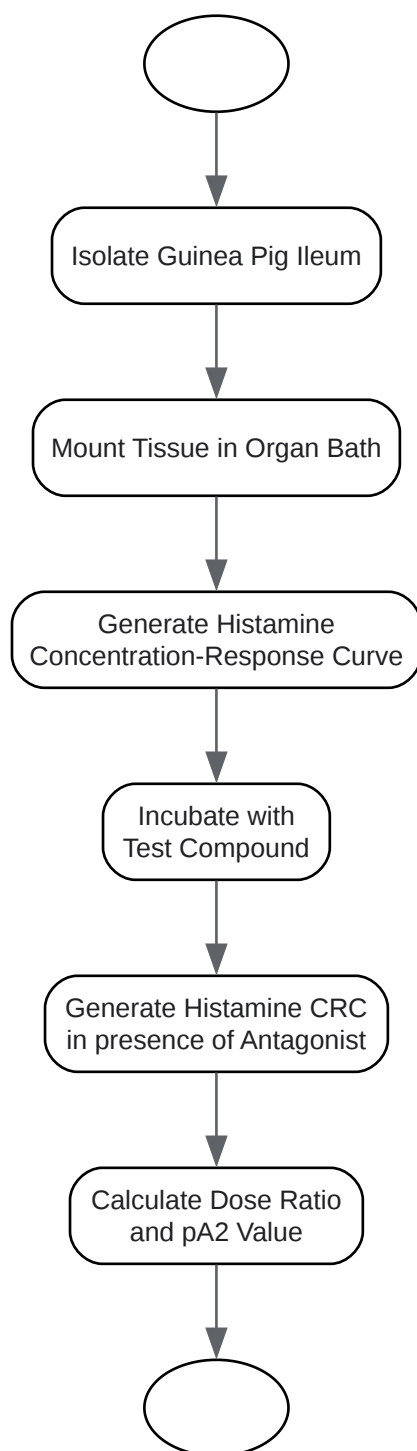 Isolate Guinea Pig Ileum
Mount Tissue in Organ Bath
Generate Histamine
Concentration-Response Curve
Incubate with
Test Compound
Generate Histamine CRC
in presence of Antagonist
Calculate Dose Ratio
and pA2 Value